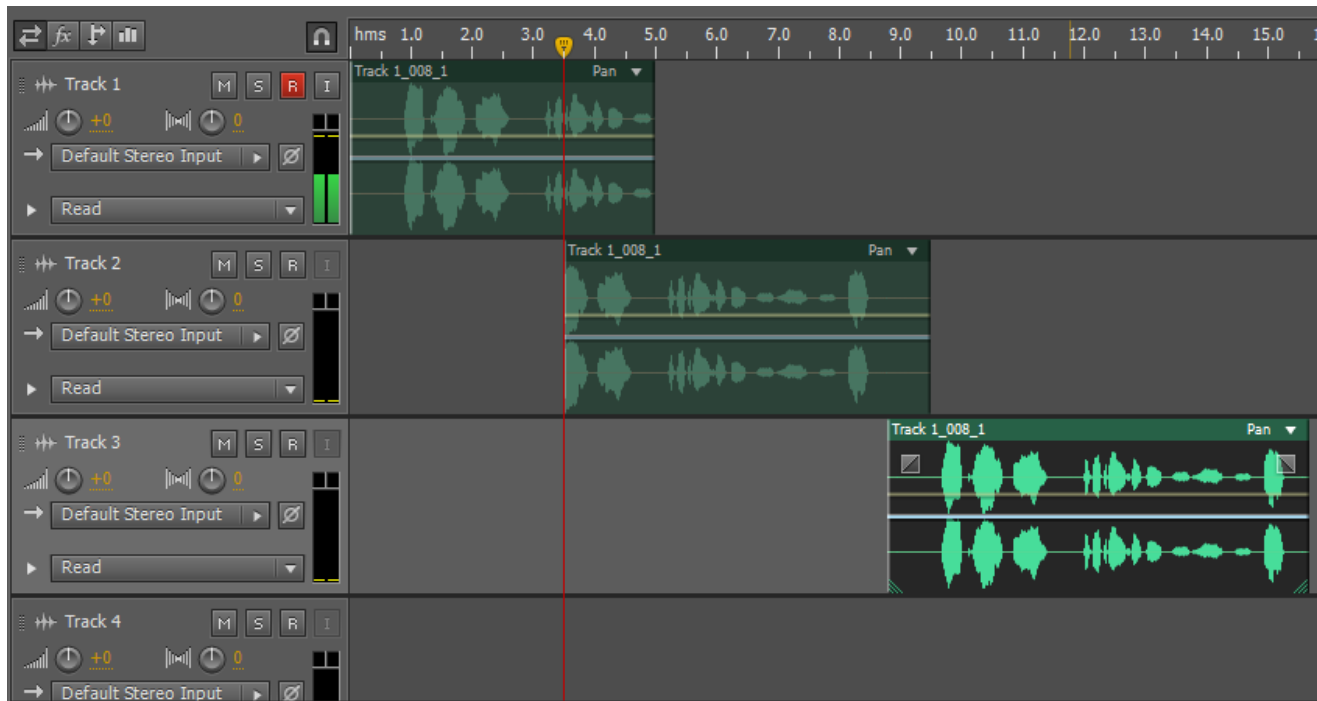 fx
hms 1.0 2.0 3.0 4.0 5.0 6.0 7.0 8.0 9.0 10.0 11.0 12.0 13.0 14.0 15.0
Track 1 M S R I
+0 0
Default Stereo Input
Read
Track 1_008_1 Pan
Track 2 M S R I
+0 0
Default Stereo Input
Read
Track 1_008_1 Pan
Track 3 M S R I
+0 0
Default Stereo Input
Read
Track 1_008_1 Pan
Track 4 M S R I
+0 0
Default Stereo Input